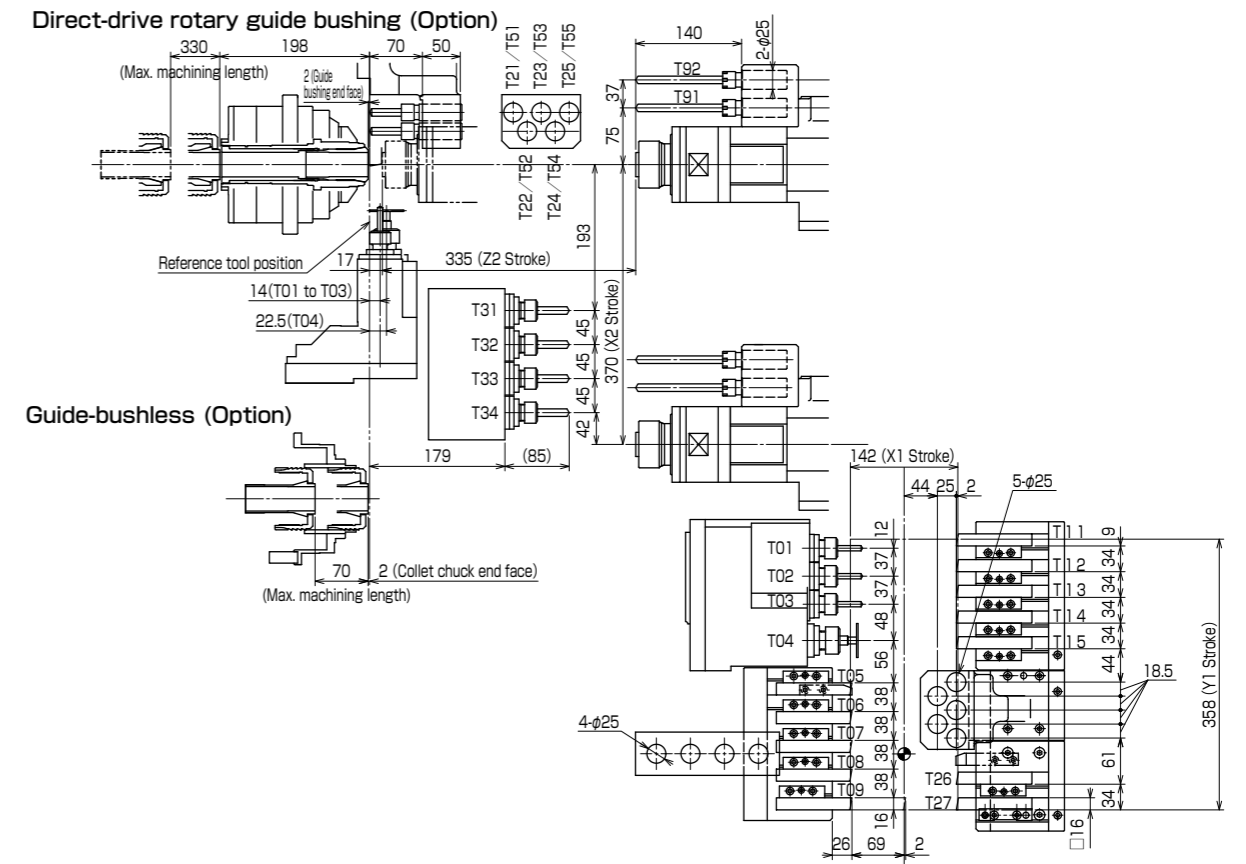 Direct-drive rotary guide bushing (Option)
330
198
70
50
(Max. machining length)
2 (Guide
bushing end face)
T21/T51
T23/T53
T25/T55
T22/T52
T24/T54
140
2-φ25
T92
T91
37
75
193
Reference tool position
17
335 (Z2 Stroke)
14(T01 to T03)
22.5(T04)
T31
T32
T33
T34
45
45
45
42
370 (X2 Stroke)
179
(85)
Guide-bushless (Option)
70
2 (Collet chuck end face)
(Max. machining length)
142 (X1 Stroke)
44
25
2
5-φ25
T01
T02
T03
T04
T05
T06
T07
T08
T09
12
37
37
48
56
38
38
38
38
16
4-φ25
26
69
2
T11
T12
T13
T14
T15
T26
T27
9
34
34
34
34
44
18.5
61
34
□16
358 (Y1 Stroke)